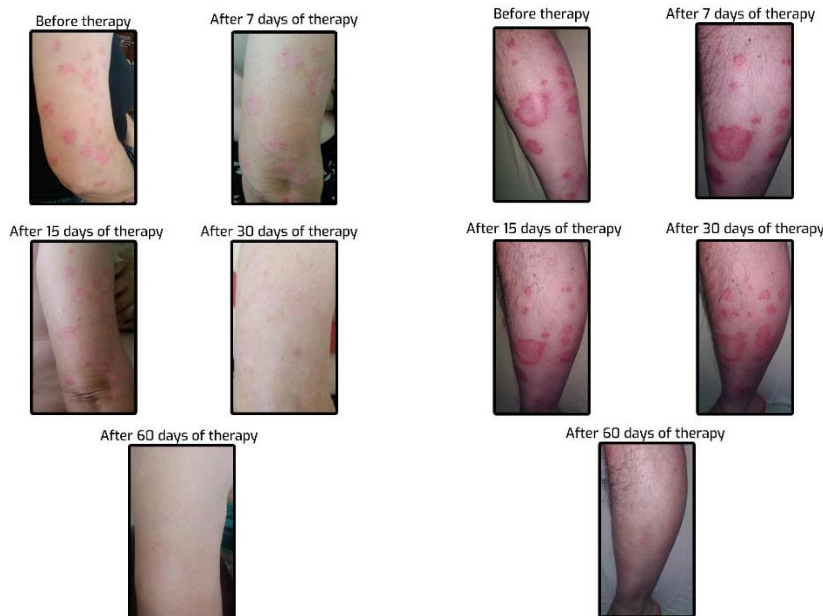 Before therapy
After 7 days of therapy
After 15 days of therapy
After 30 days of therapy
After 60 days of therapy
Before therapy
After 7 days of therapy
After 15 days of therapy
After 30 days of therapy
After 60 days of therapy